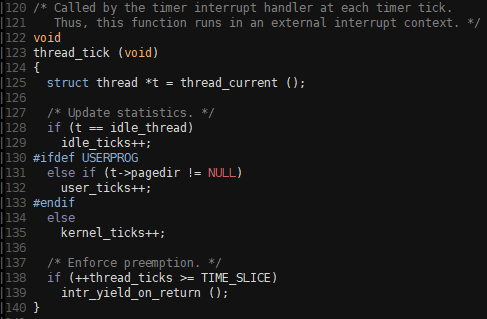 120 /* Called by the timer interrupt handler at each timer tick.
121    Thus, this function runs in an external interrupt context. */
122 void
123 thread_tick (void)
124 {
125   struct thread *t = thread_current ();
126
127   /* Update statistics. */
128   if (t == idle_thread)
129     idle_ticks++;
130 #ifdef USERPROG
131   else if (t->pagedir != NULL)
132     user_ticks++;
133 #endif
134   else
135     kernel_ticks++;
136
137   /* Enforce preemption. */
138   if (++thread_ticks >= TIME_SLICE)
139     intr_yield_on_return ();
140 }